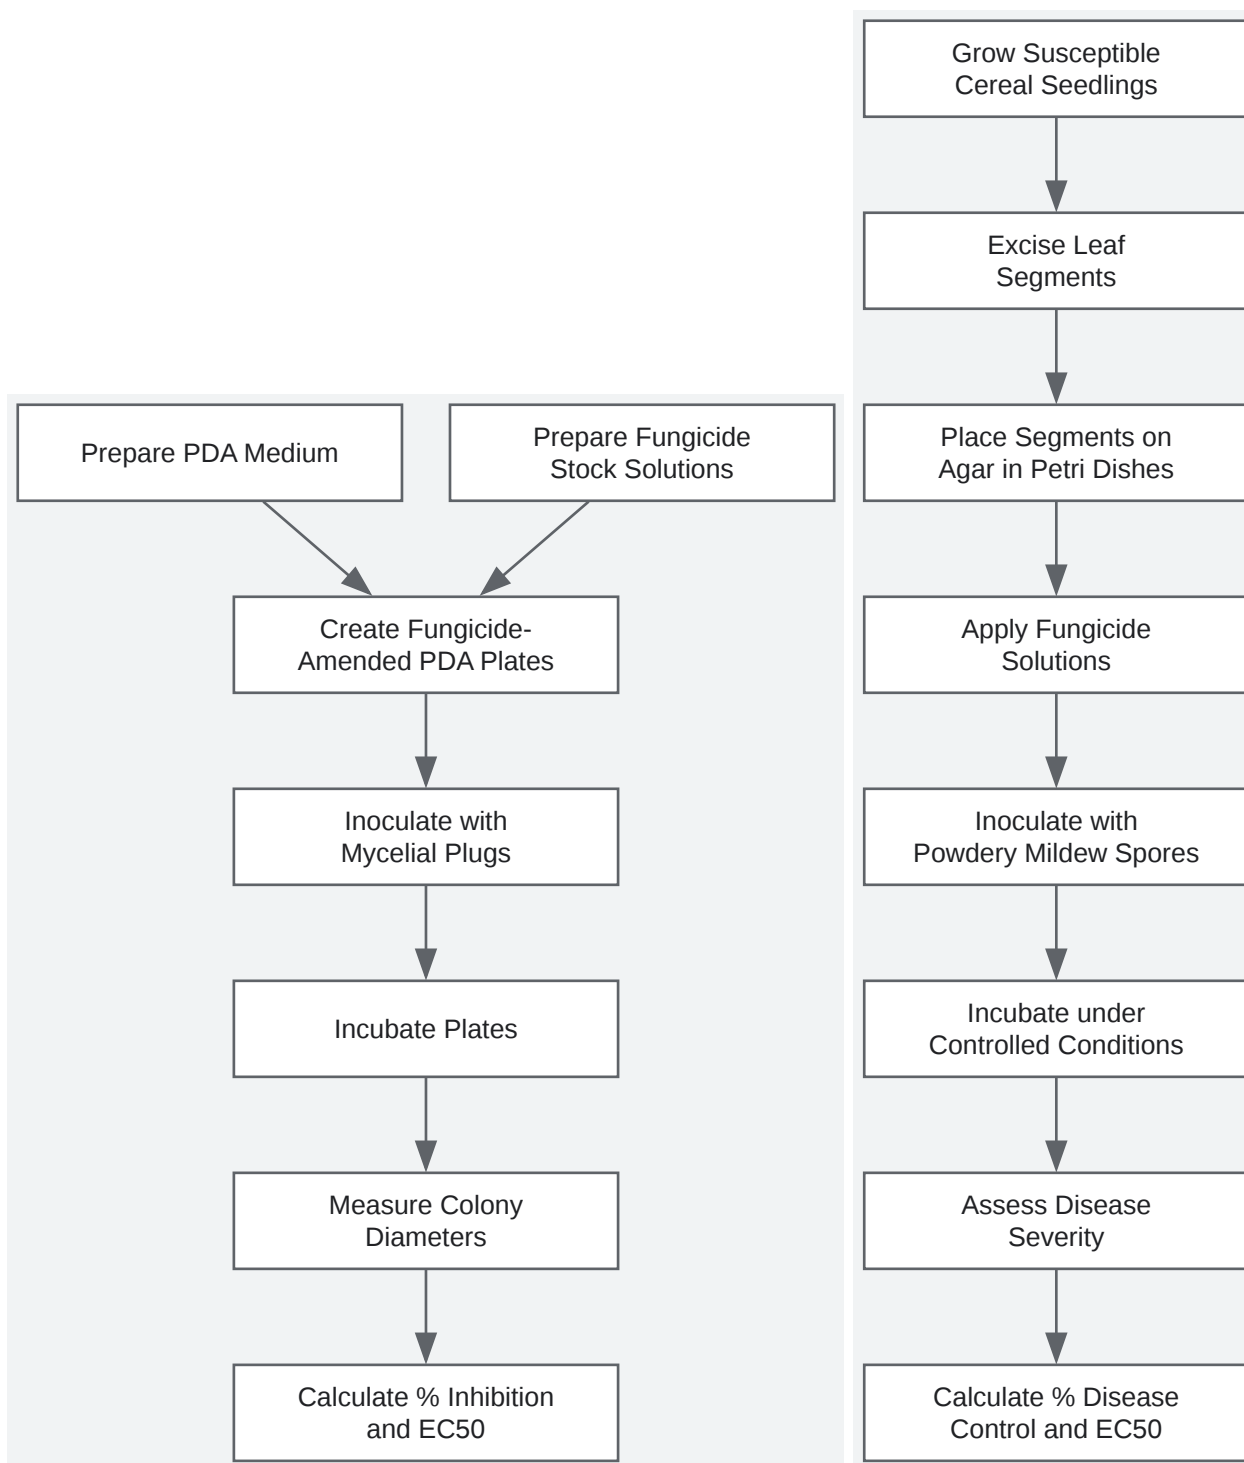 Prepare PDA Medium
Prepare Fungicide
Stock Solutions
Create Fungicide-
Amended PDA Plates
Inoculate with
Mycelial Plugs
Incubate Plates
Measure Colony
Diameters
Calculate % Inhibition
and EC50
Grow Susceptible
Cereal Seedlings
Excise Leaf
Segments
Place Segments on
Agar in Petri Dishes
Apply Fungicide
Solutions
Inoculate with
Powdery Mildew Spores
Incubate under
Controlled Conditions
Assess Disease
Severity
Calculate % Disease
Control and EC50